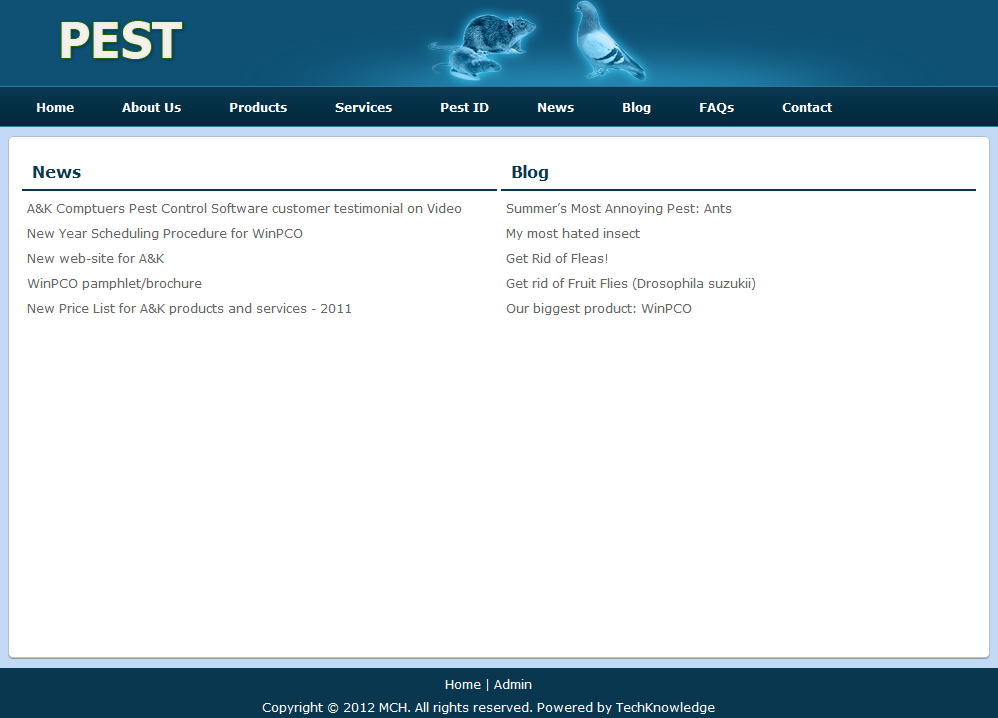 PEST
Home About Us Products Services Pest ID News Blog FAQs Contact
News
A&K Comptuers Pest Control Software customer testimonial on Video
New Year Scheduling Procedure for WinPCO
New web-site for A&K
WinPCO pamphlet/brochure
New Price List for A&K products and services - 2011
Blog
Summer’s Most Annoying Pest: Ants
My most hated insect
Get Rid of Fleas!
Get rid of Fruit Flies (Drosophila suzukii)
Our biggest product: WinPCO
Home | Admin
Copyright © 2012 MCH. All rights reserved. Powered by TechKnowledge